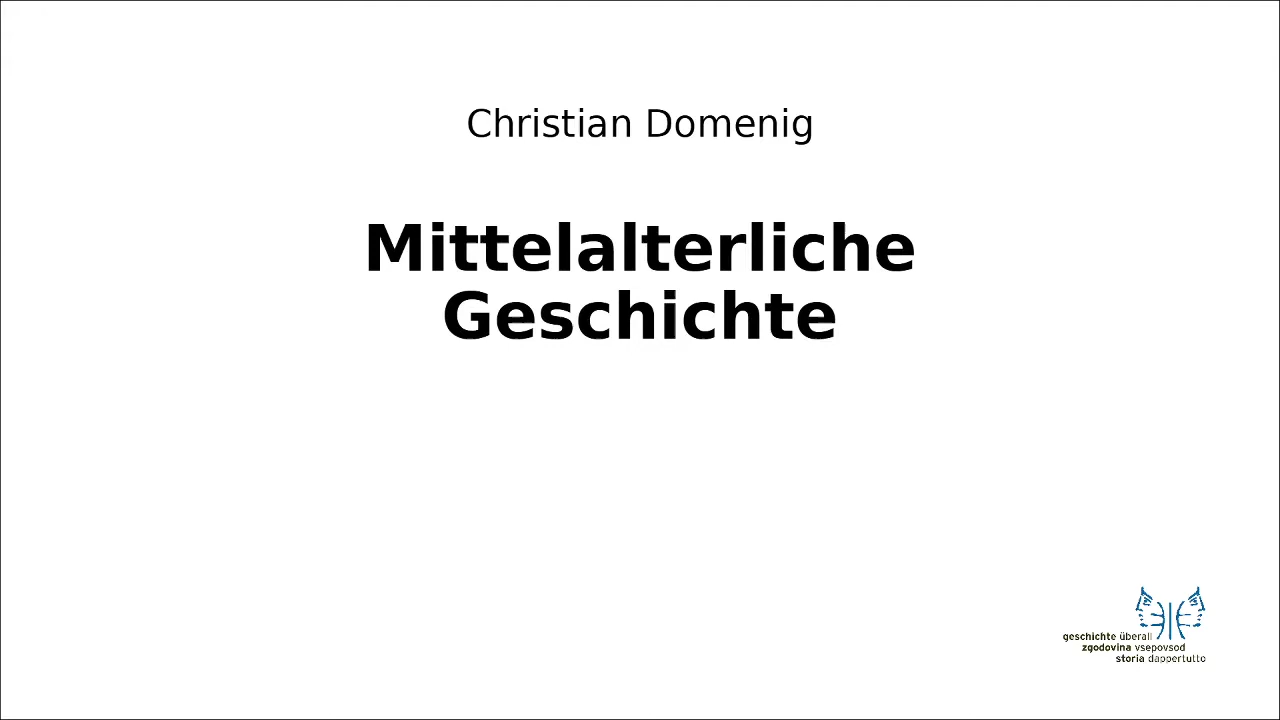 Christian Domenig
Mittelalterliche
Geschichte
geschichte überall
zgodovina vsepovsod
storia dappertutto